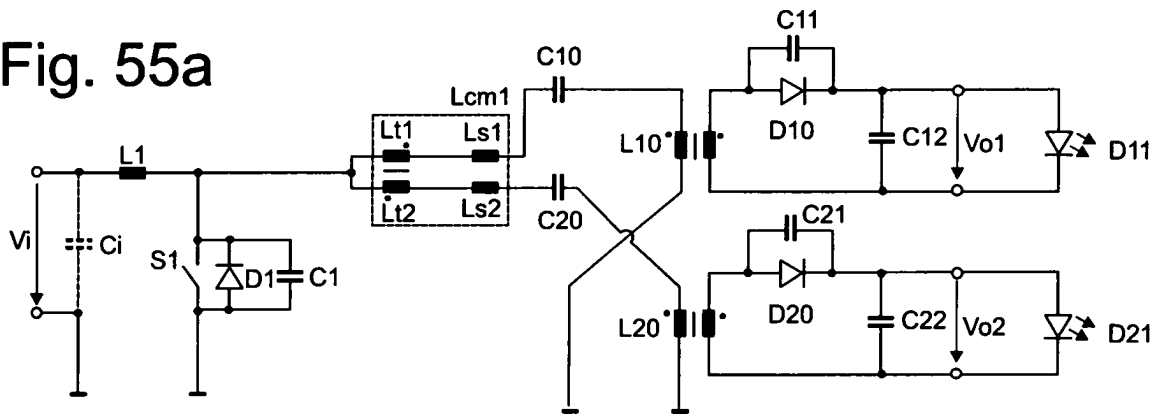 Fig. 55a
C11
C10
Lcm1
Lt1 Ls1
L10
D10
C12
Vo1
D11
L1
Lt2 Ls2
C20
C21
Vi
Ci
S1
D1
C1
L20
D20
C22
Vo2
D21